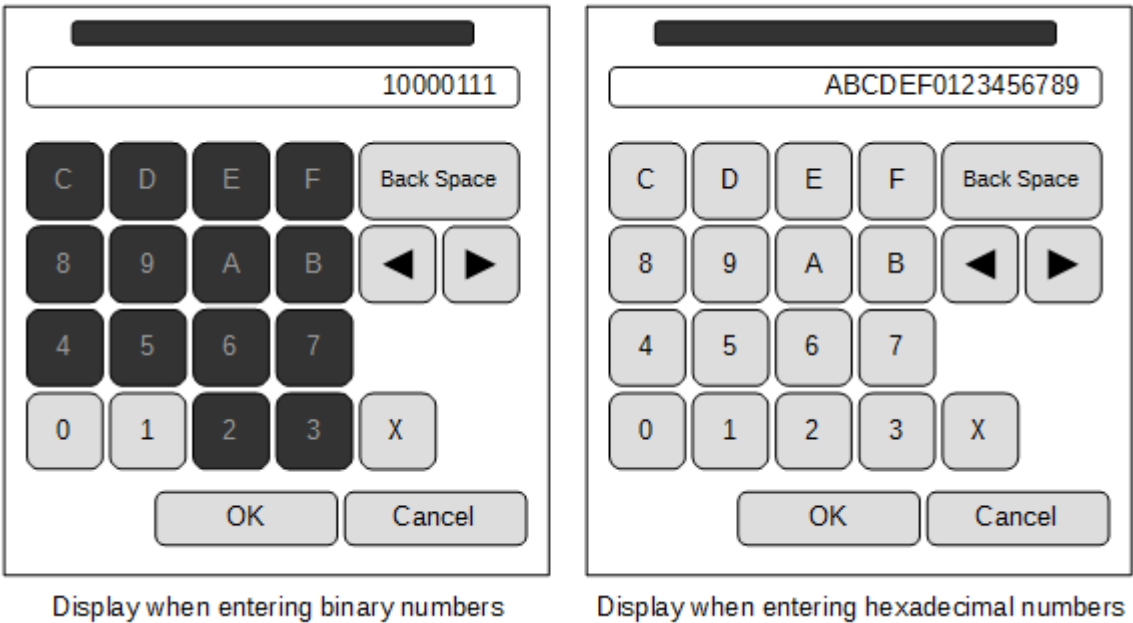 10000111
C D E F Back Space
8 9 A B ◀ ▶
4 5 6 7
0 1 2 3 X
OK Cancel
Display when entering binary numbers
ABCDEF0123456789
C D E F Back Space
8 9 A B ◀ ▶
4 5 6 7
0 1 2 3 X
OK Cancel
Display when entering hexadecimal numbers